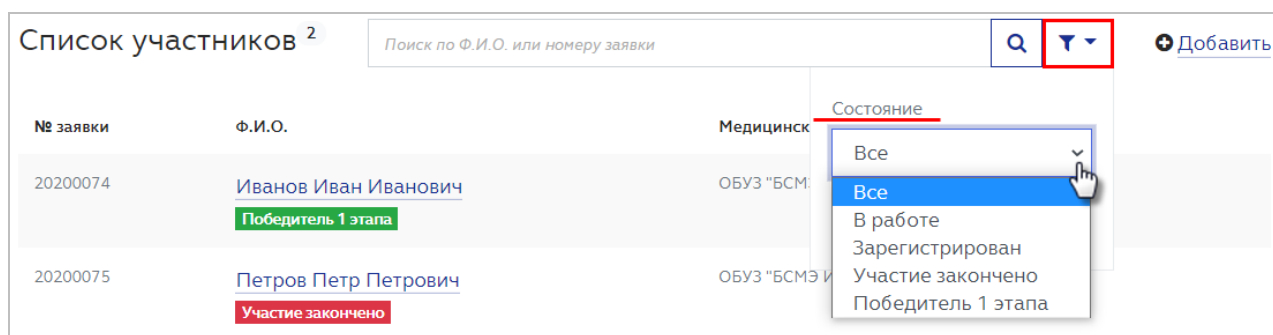 Список участников 2
Поиск по Ф.И.О. или номеру заявки
Добавить
Состояние
№ заявки Ф.И.О. Медицинск
Все
20200074 Иванов Иван Иванович ОБУЗ "БСМ
Победитель 1 этапа
Все
В работе
Зарегистрирован
Участие закончено
Победитель 1 этапа
20200075 Петров Петр Петрович ОБУЗ "БСМЭ И
Участие закончено